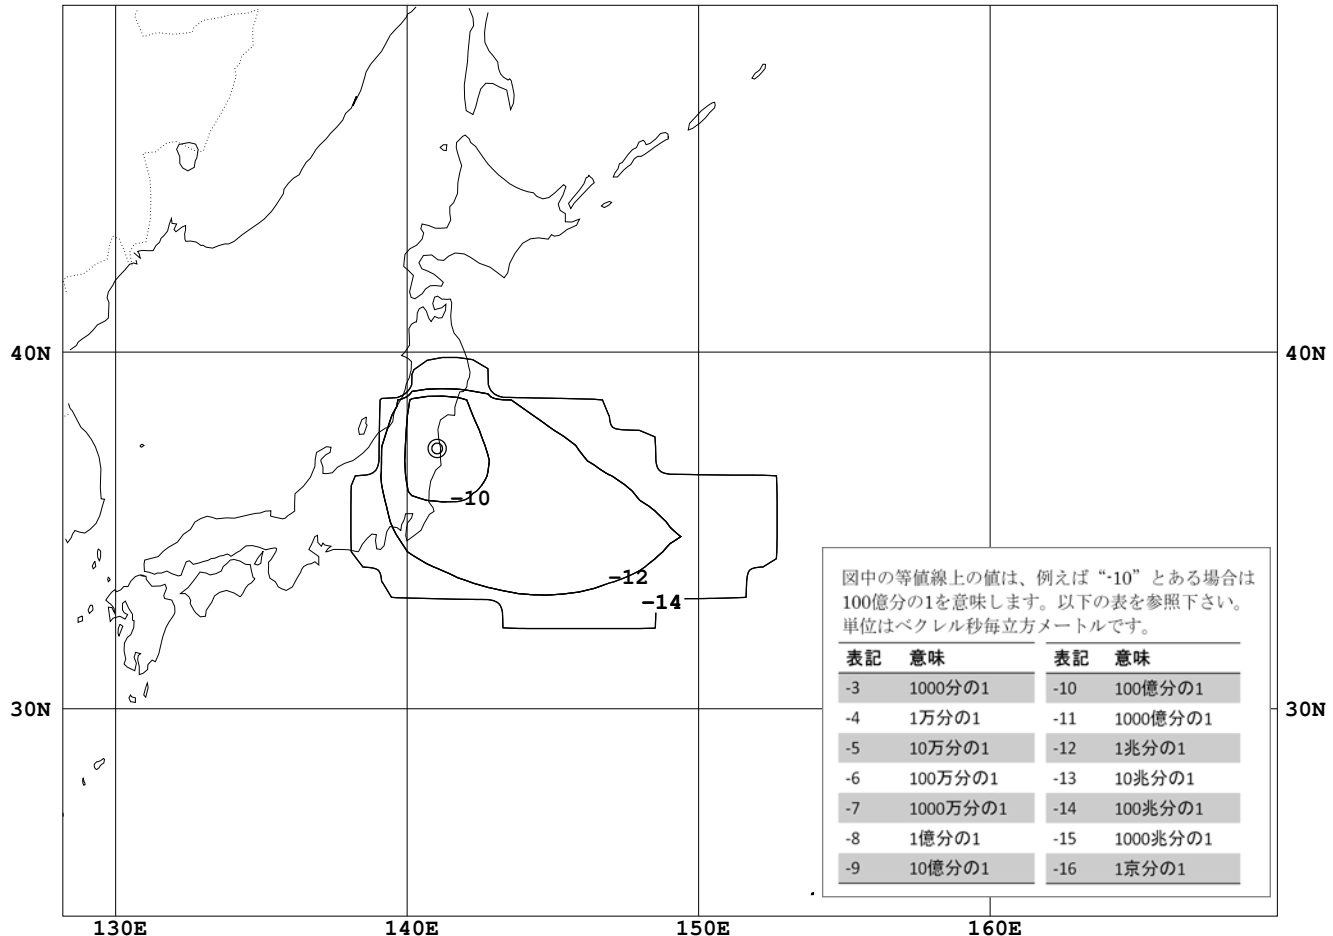 40N
40N
-10
-12
-14
図中の等値線上の値は、例えば“-10”とある場合は
100億分の1を意味します。以下の表を参照下さい。
単位はベクレル秒毎立方メートルです。
表記 意味 表記 意味
-3 1000分の1 -10 100億分の1
-4 1万分の1 -11 1000億分の1
-5 10万分の1 -12 1兆分の1
-6 100万分の1 -13 10兆分の1
-7 1000万分の1 -14 100兆分の1
-8 1億分の1 -15 1000兆分の1
-9 10億分の1 -16 1京分の1
30N
30N
130E 140E 150E 160E